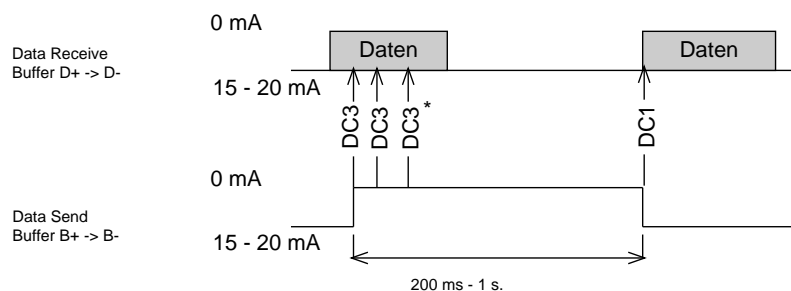 0 mA
Data Receive
Buffer D+ -> D-
Daten
Daten
15 - 20 mA
DC3
DC3
DC3 *
DC1
0 mA
Data Send
Buffer B+ -> B-
15 - 20 mA
200 ms - 1 s.